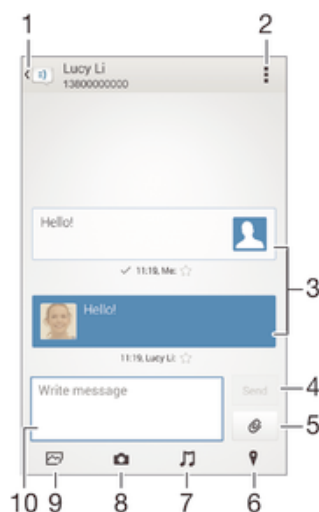 1
2
Lucy Li
13800000000
Hello!
11:19, Me:
3
Hello!
11:19, Lucy Li:
Write message
Send
4
5
10 9 8 7 6